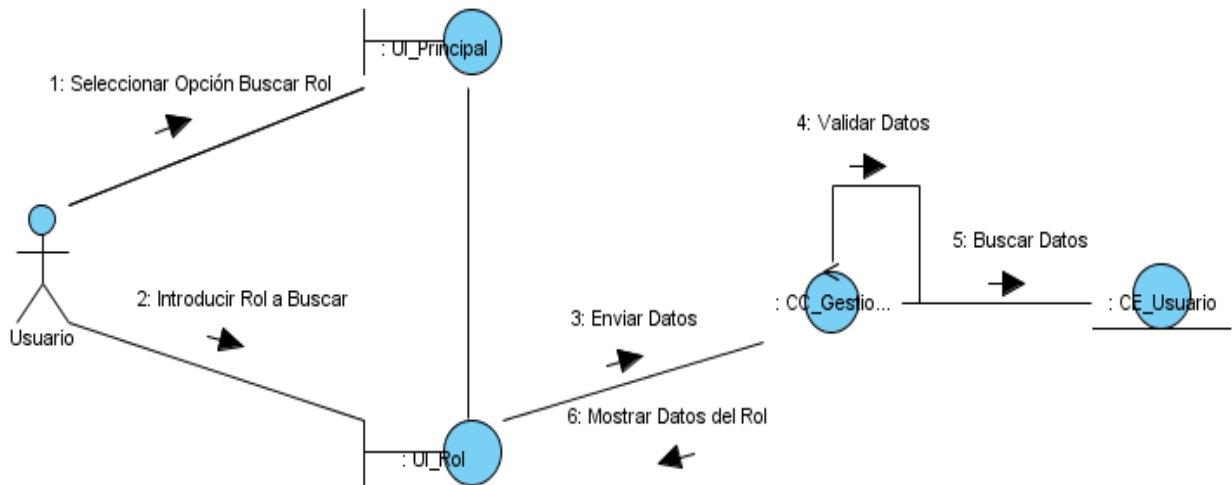 : UI_Principal
1: Seleccionar Opción Buscar Rol
4: Validar Datos
5: Buscar Datos
2: Introducir Rol a Buscar
: CC_Gestio...
: CE_Usuario
3: Enviar Datos
Usuario
6: Mostrar Datos del Rol
: UI_Rol